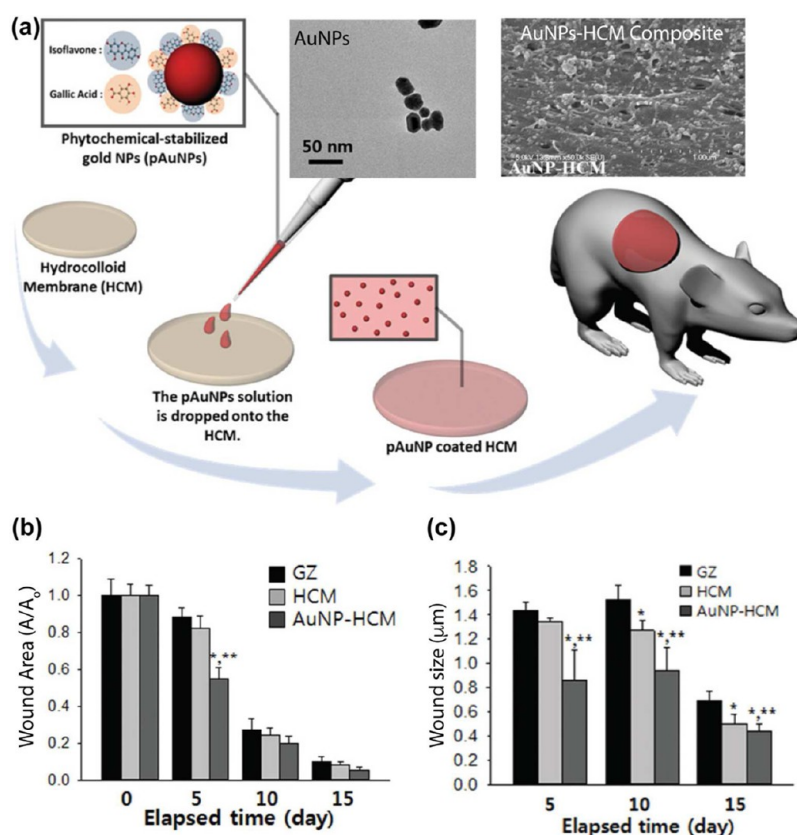 (a)
Isoflavone :
Gallic Acid :
Phytochemical-stabilized
gold NPs (pAuNPs)
AuNPs
50 nm
AuNPs-HCM Composite
AuNP-HCM
1.00um
Hydrocolloid
Membrane (HCM)
The pAuNPs solution
is dropped onto the
HCM.
pAuNP coated HCM
(b)
Wound Area (A/A₀)
1.2
1.0
0.8
0.6
0.4
0.2
0.0
GZ
HCM
AuNP-HCM
*,**
0 5 10 15
Elapsed time (day)
(c)
Wound size (μm)
1.8
1.6
1.4
1.2
1.0
0.8
0.6
0.4
0.2
0.0
GZ
HCM
AuNP-HCM
*,**
*
*,**
*
*,**
5 10 15
Elapsed time (day)